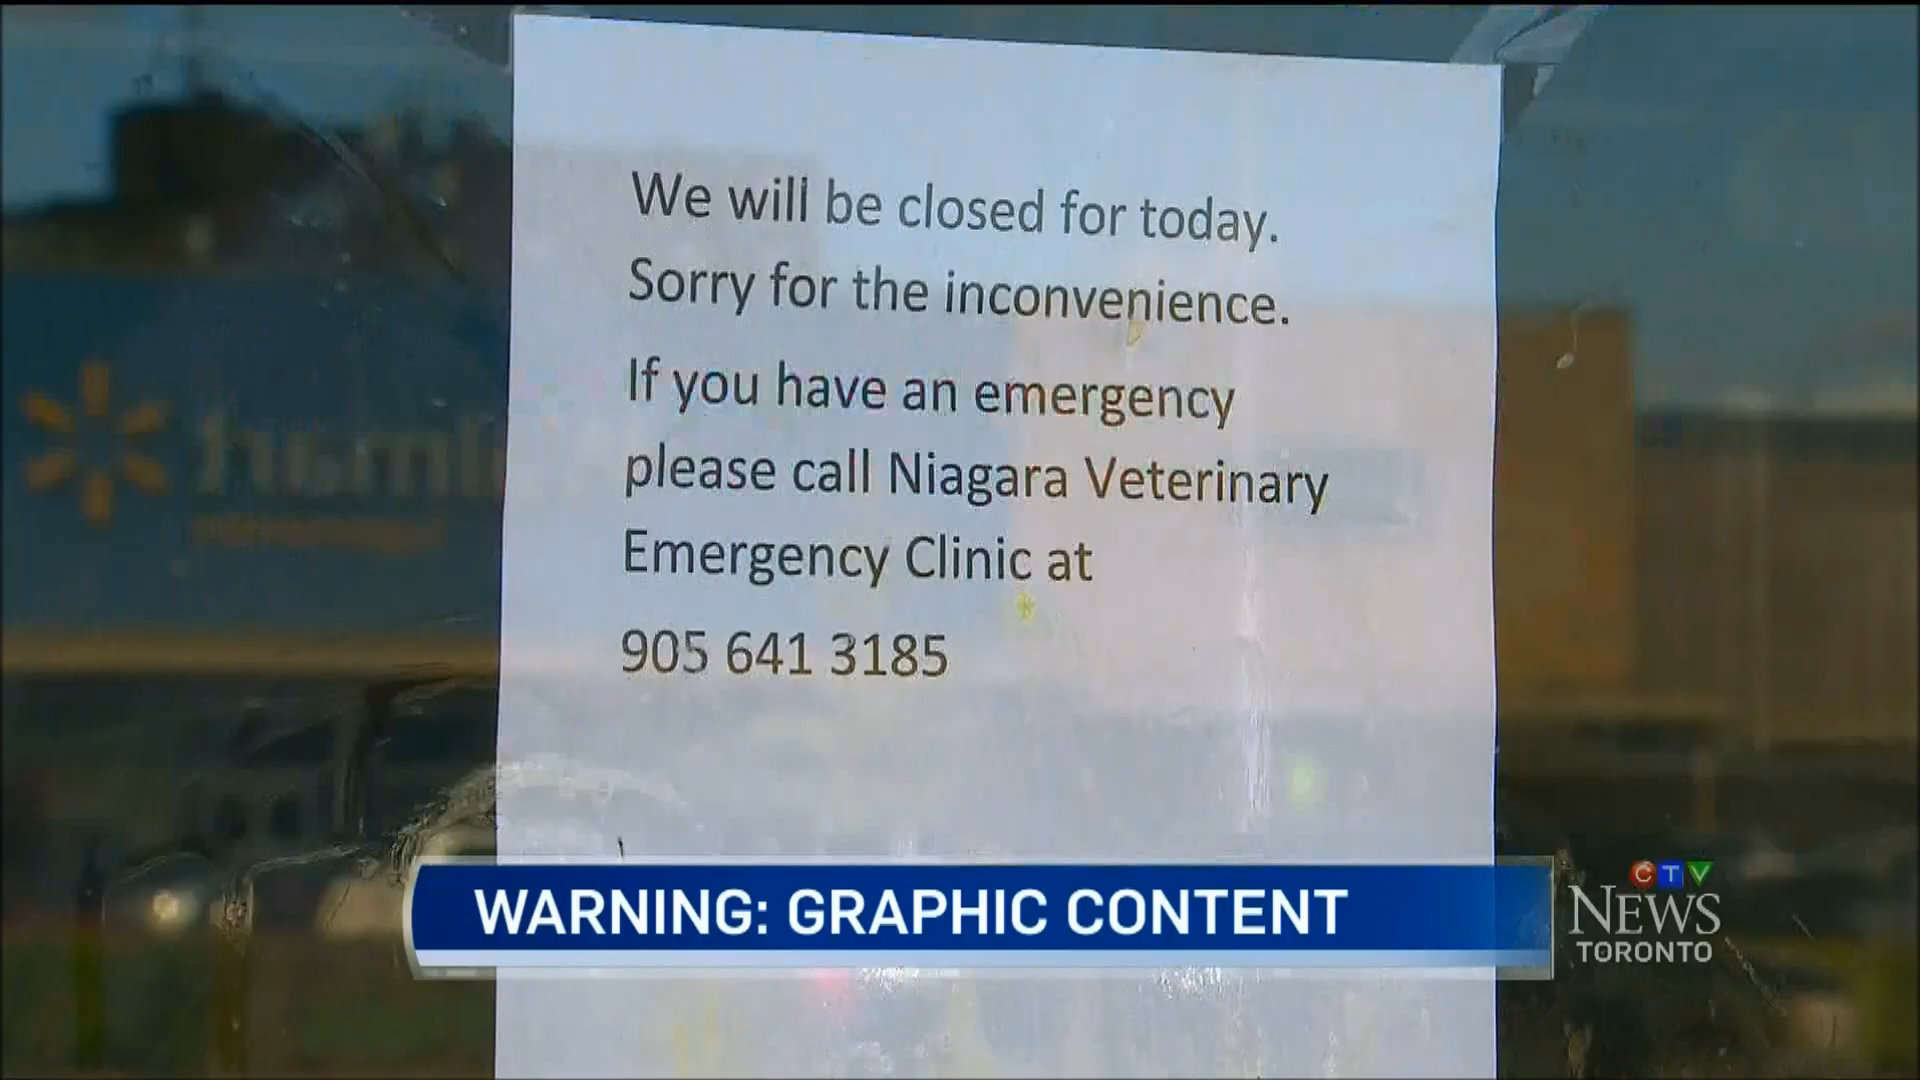 We will be closed for today.
Sorry for the inconvenience.
If you have an emergency
please call Niagara Veterinary
Emergency Clinic at
905 641 3185
WARNING: GRAPHIC CONTENT
CTV
NEWS
TORONTO